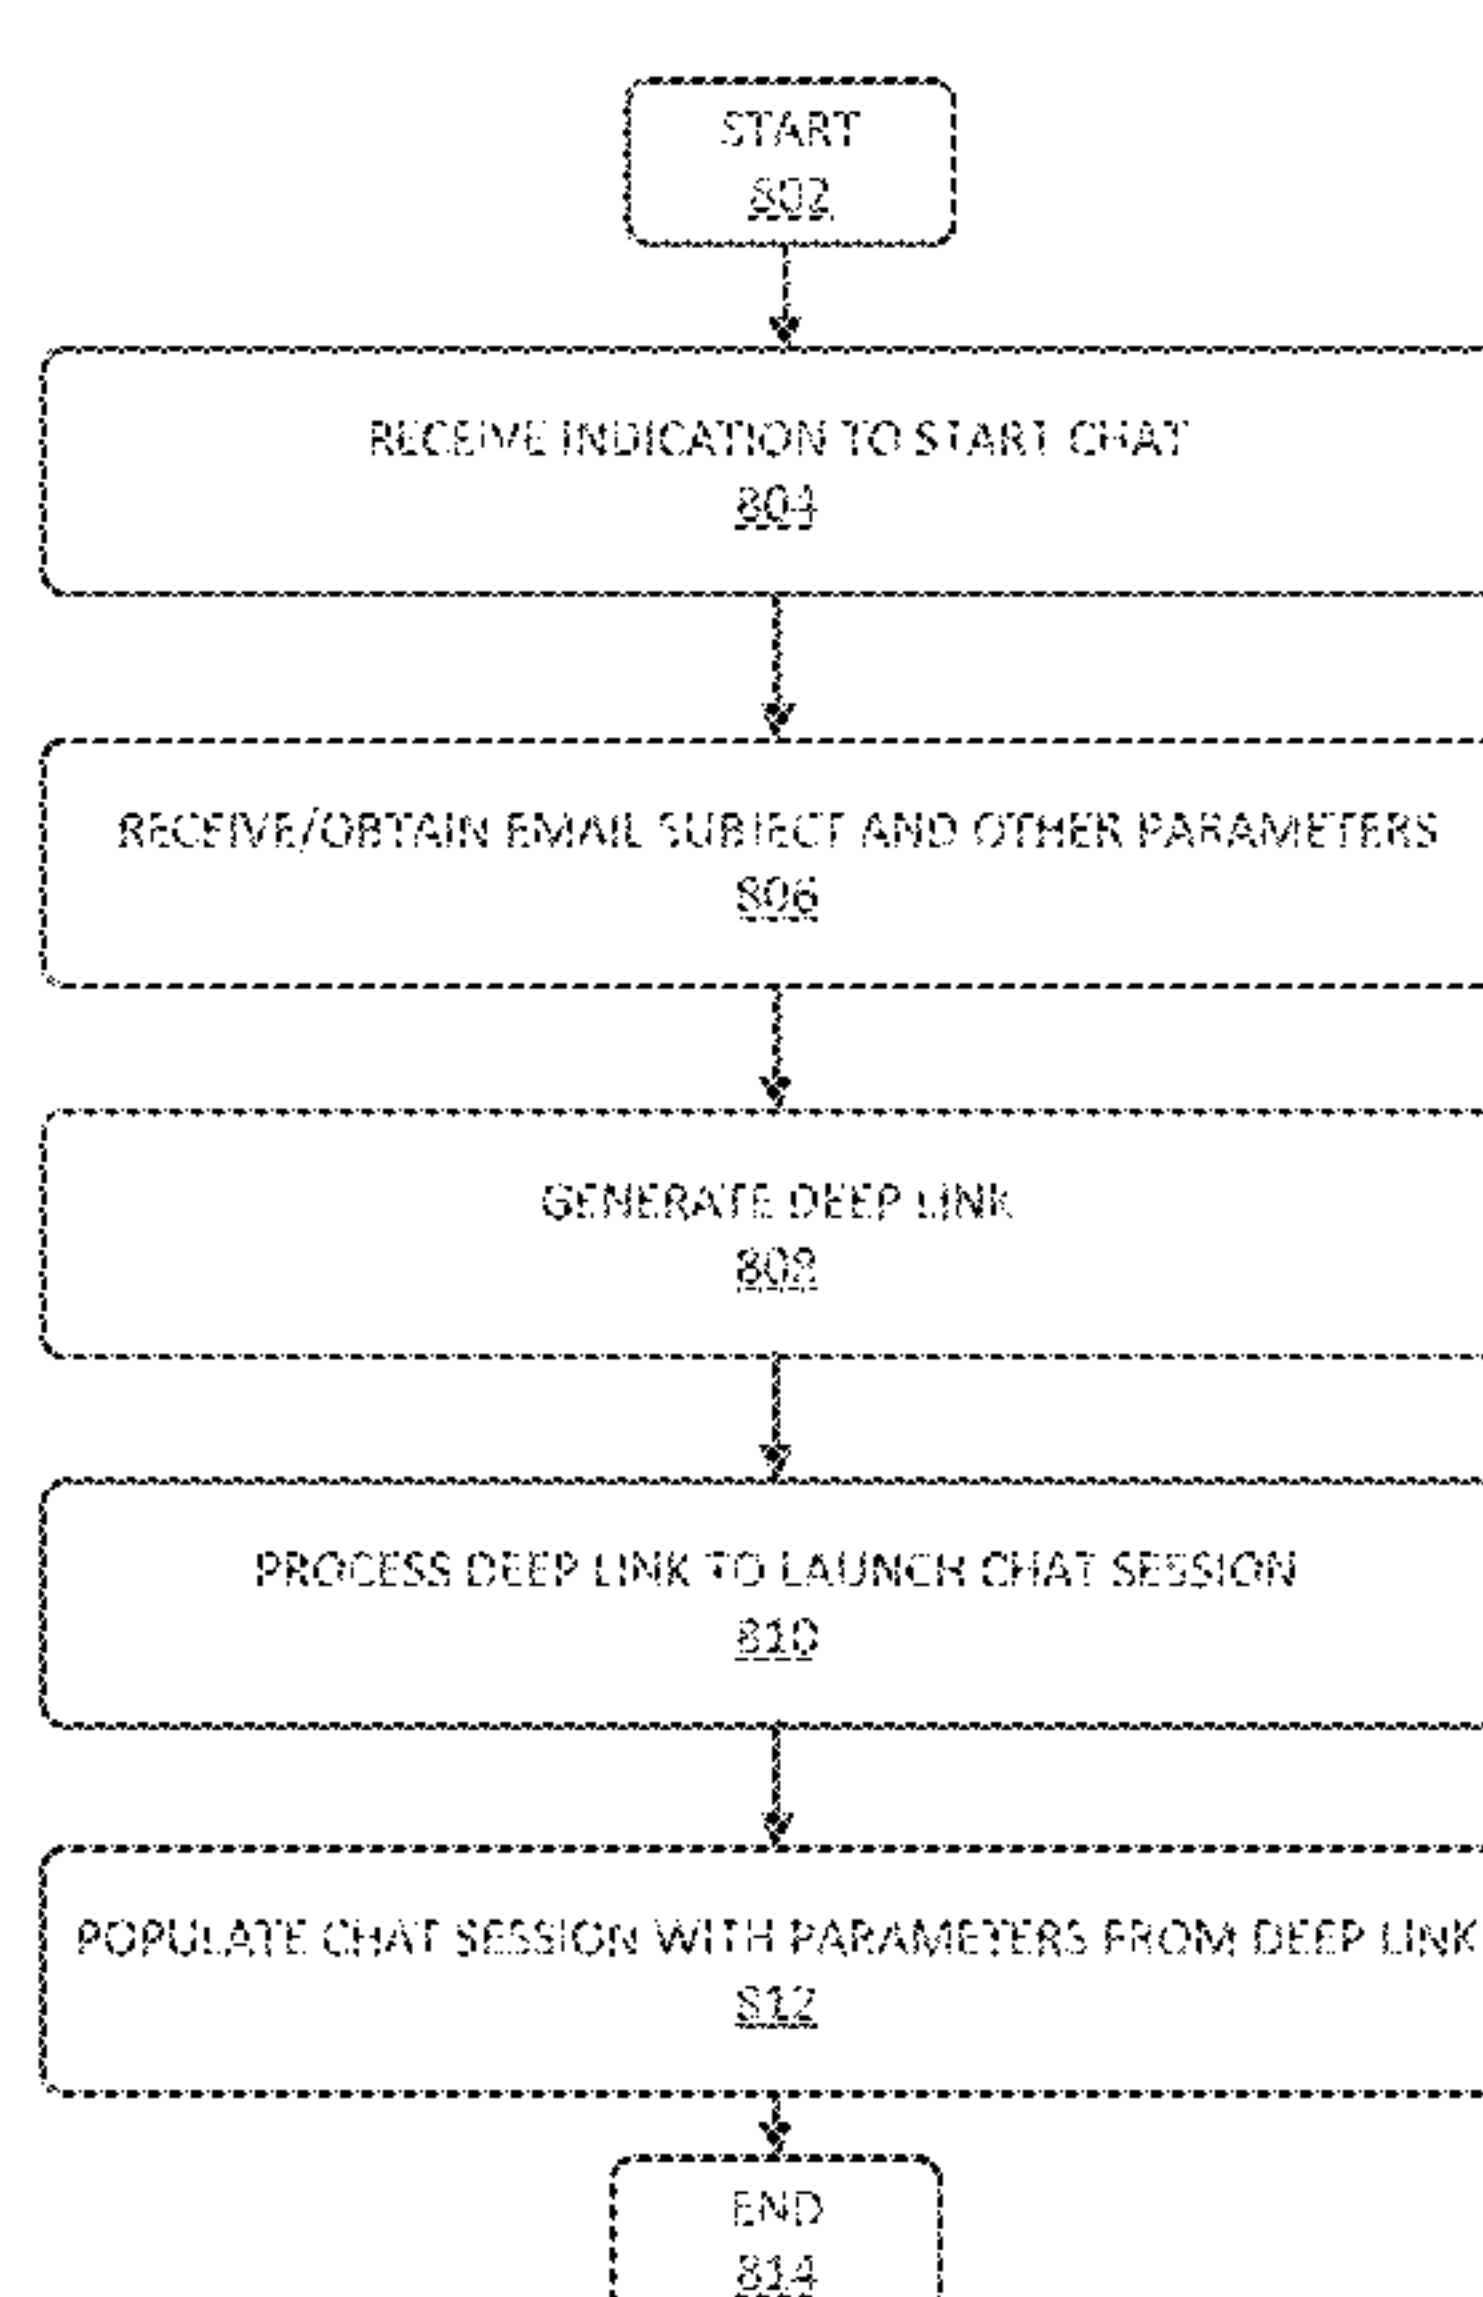 START
802
RECEIVE INDICATION TO START CHAT
804
RECEIVE/OBTAIN EMAIL SUBJECT AND OTHER PARAMETERS
806
GENERATE DEEP LINK
808
PROCESS DEEP LINK TO LAUNCH CHAT SESSION
810
POPULATE CHAT SESSION WITH PARAMETERS FROM DEEP LINK
812
END
814